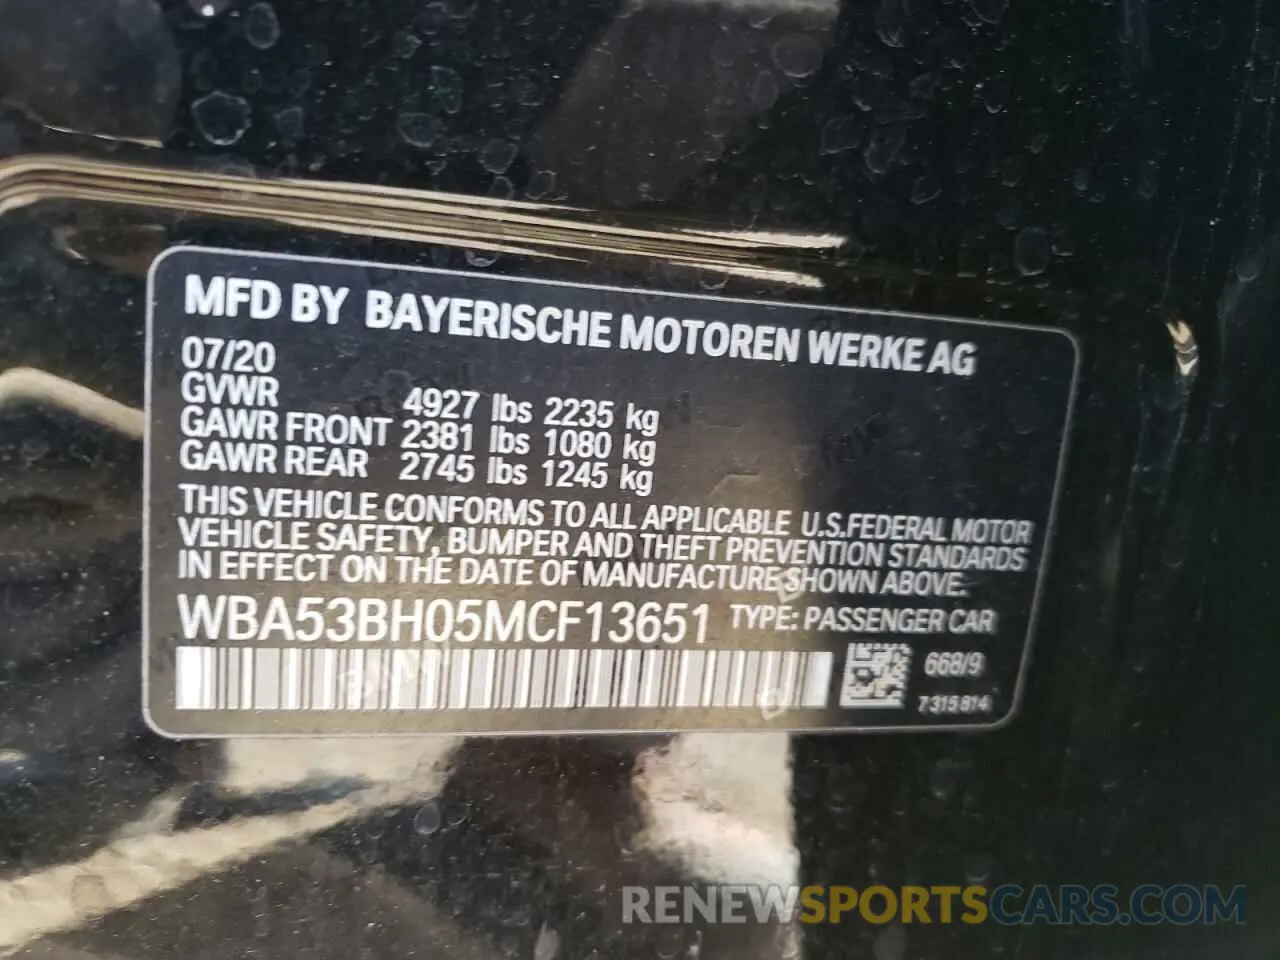 MFD BY BAYERISCHE MOTOREN WERKE AG
07/20
GVWR 4927 lbs 2235 kg
GAWR FRONT 2381 lbs 1080 kg
GAWR REAR 2745 lbs 1245 kg
THIS VEHICLE CONFORMS TO ALL APPLICABLE U.S.FEDERAL MOTOR
VEHICLE SAFETY, BUMPER AND THEFT PREVENTION STANDARDS
IN EFFECT ON THE DATE OF MANUFACTURE SHOWN ABOVE.
WBA53BH05MCF13651 TYPE: PASSENGER CAR
668/9
7 315 814
RENEWSPORTSCARS.COM